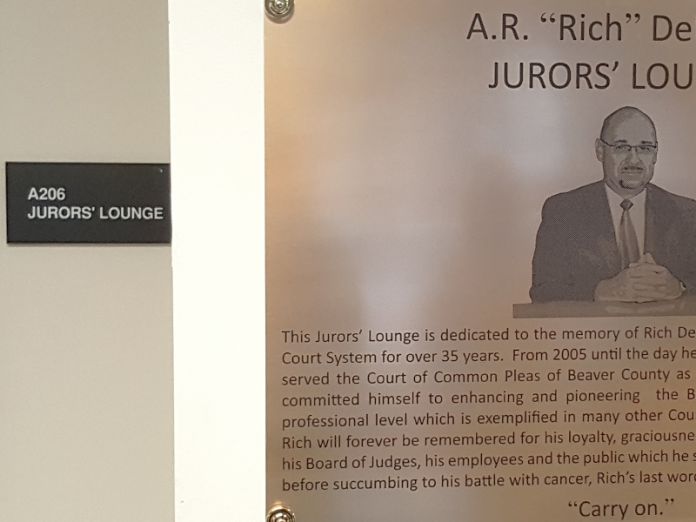 A206
JURORS' LOUNGE
A.R. “Rich” De
JURORS’ LOU
This Jurors’ Lounge is dedicated to the memory of Rich De
Court System for over 35 years. From 2005 until the day he
served the Court of Common Pleas of Beaver County as
committed himself to enhancing and pioneering the B
professional level which is exemplified in many other Cou
Rich will forever be remembered for his loyalty, graciousne
his Board of Judges, his employees and the public which he s
before succumbing to his battle with cancer, Rich’s last word
“Carry on.”